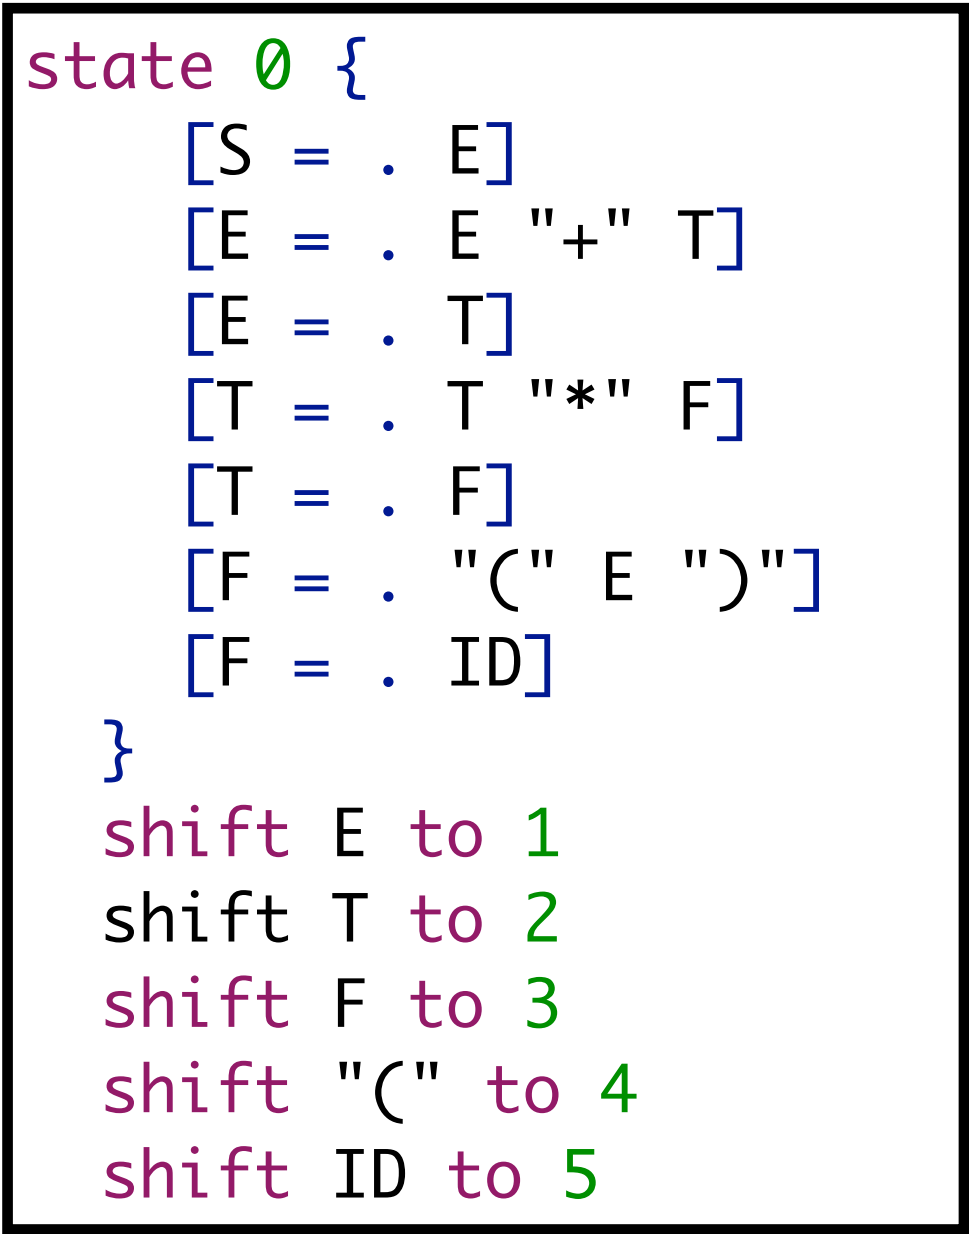 state 0 {
[S = . E]
[E = . E "+" T]
[E = . T]
[T = . T "*" F]
[T = . F]
[F = . "(" E ")"]
[F = . ID]
}
shift E to 1
shift T to 2
shift F to 3
shift "(" to 4
shift ID to 5